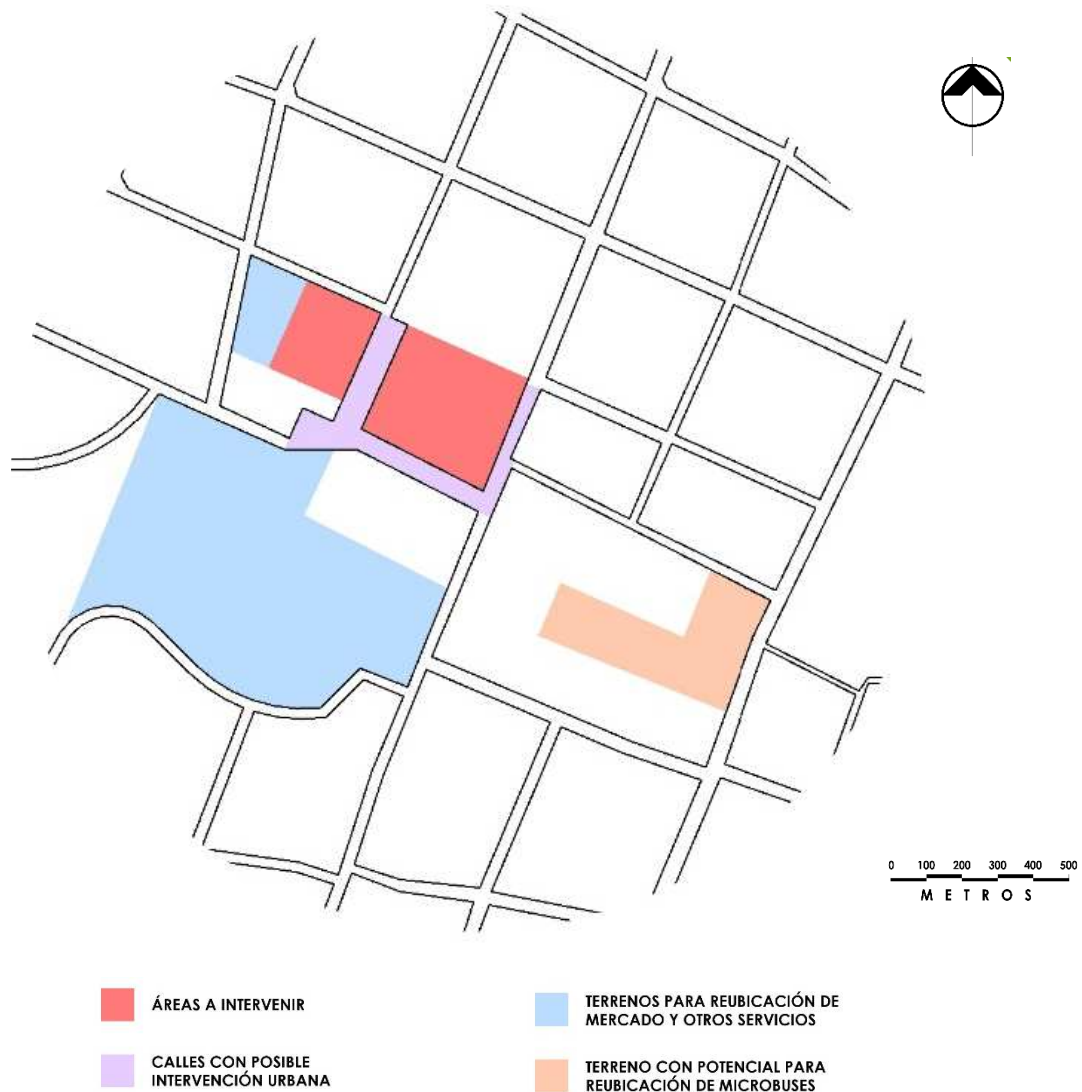 0 100 200 300 400 500
METROS
ÁREAS A INTERVENIR
CALLES CON POSIBLE
INTERVENCIÓN URBANA
TERRENOS PARA REUBICACIÓN DE
MERCADO Y OTROS SERVICIOS
TERRENO CON POTENCIAL PARA
REUBICACIÓN DE MICROBUSES